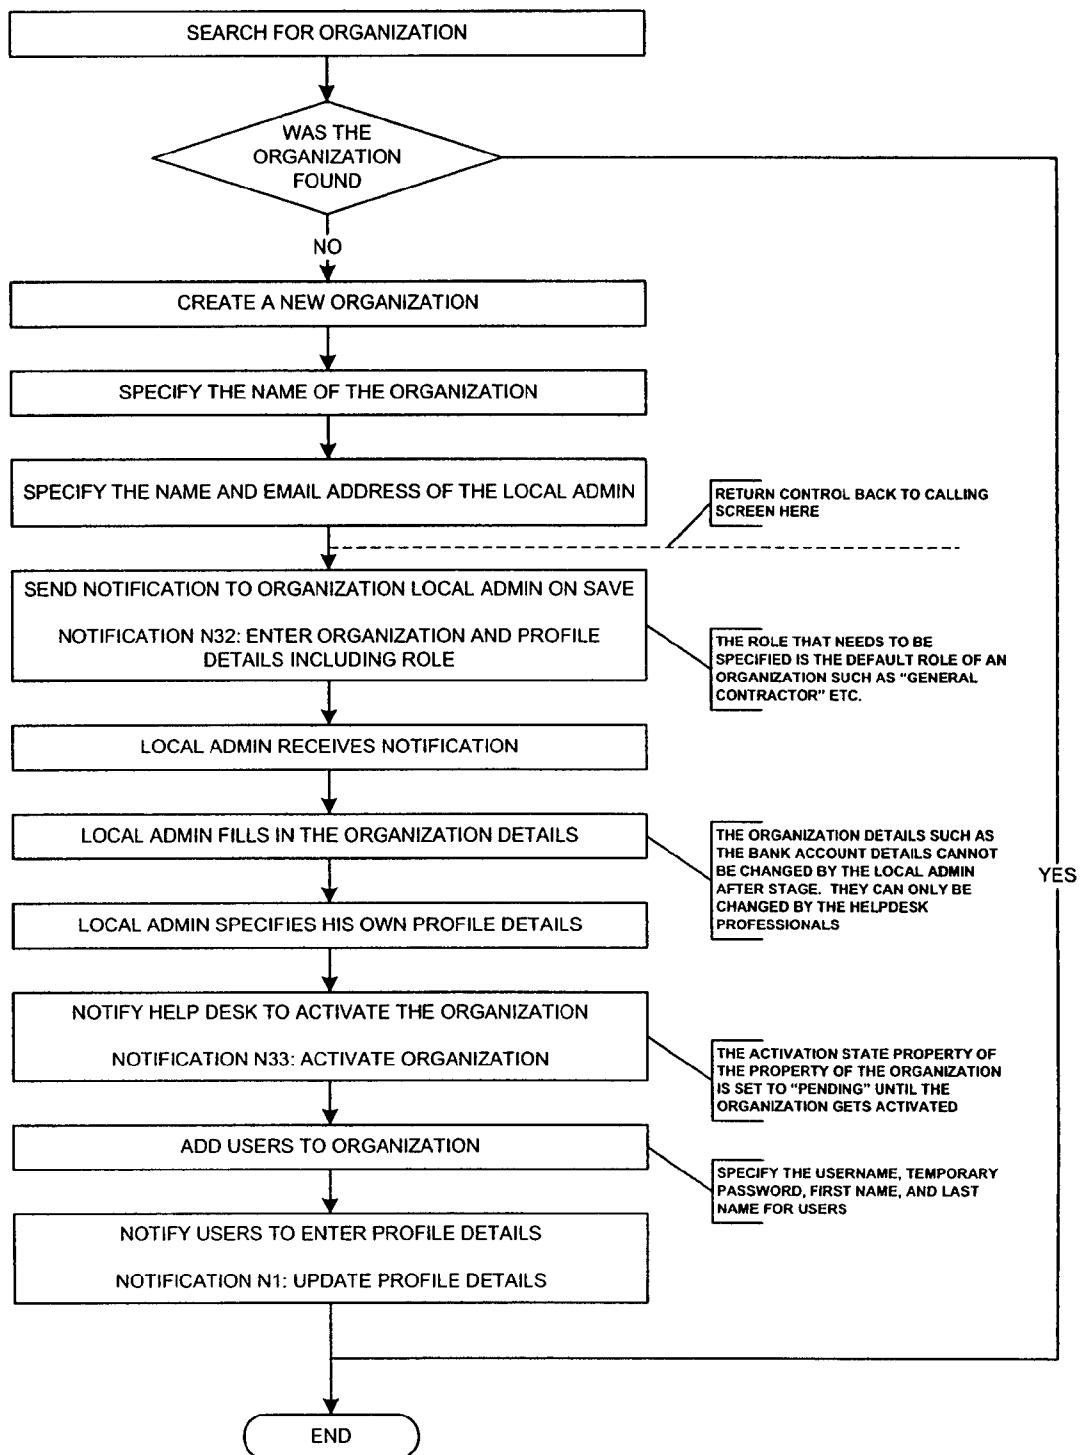 SEARCH FOR ORGANIZATION
WAS THE
ORGANIZATION
FOUND
NO
CREATE A NEW ORGANIZATION
SPECIFY THE NAME OF THE ORGANIZATION
SPECIFY THE NAME AND EMAIL ADDRESS OF THE LOCAL ADMIN
RETURN CONTROL BACK TO CALLING
SCREEN HERE
SEND NOTIFICATION TO ORGANIZATION LOCAL ADMIN ON SAVE
NOTIFICATION N32: ENTER ORGANIZATION AND PROFILE
DETAILS INCLUDING ROLE
THE ROLE THAT NEEDS TO BE
SPECIFIED IS THE DEFAULT ROLE OF AN
ORGANIZATION SUCH AS "GENERAL
CONTRACTOR" ETC.
LOCAL ADMIN RECEIVES NOTIFICATION
LOCAL ADMIN FILLS IN THE ORGANIZATION DETAILS
THE ORGANIZATION DETAILS SUCH AS
THE BANK ACCOUNT DETAILS CANNOT
BE CHANGED BY THE LOCAL ADMIN
AFTER STAGE. THEY CAN ONLY BE
CHANGED BY THE HELPDESK
PROFESSIONALS
YES
LOCAL ADMIN SPECIFIES HIS OWN PROFILE DETAILS
NOTIFY HELP DESK TO ACTIVATE THE ORGANIZATION
NOTIFICATION N33: ACTIVATE ORGANIZATION
THE ACTIVATION STATE PROPERTY OF
THE PROPERTY OF THE ORGANIZATION
IS SET TO "PENDING" UNTIL THE
ORGANIZATION GETS ACTIVATED
ADD USERS TO ORGANIZATION
SPECIFY THE USERNAME, TEMPORARY
PASSWORD, FIRST NAME, AND LAST
NAME FOR USERS
NOTIFY USERS TO ENTER PROFILE DETAILS
NOTIFICATION N1: UPDATE PROFILE DETAILS
END